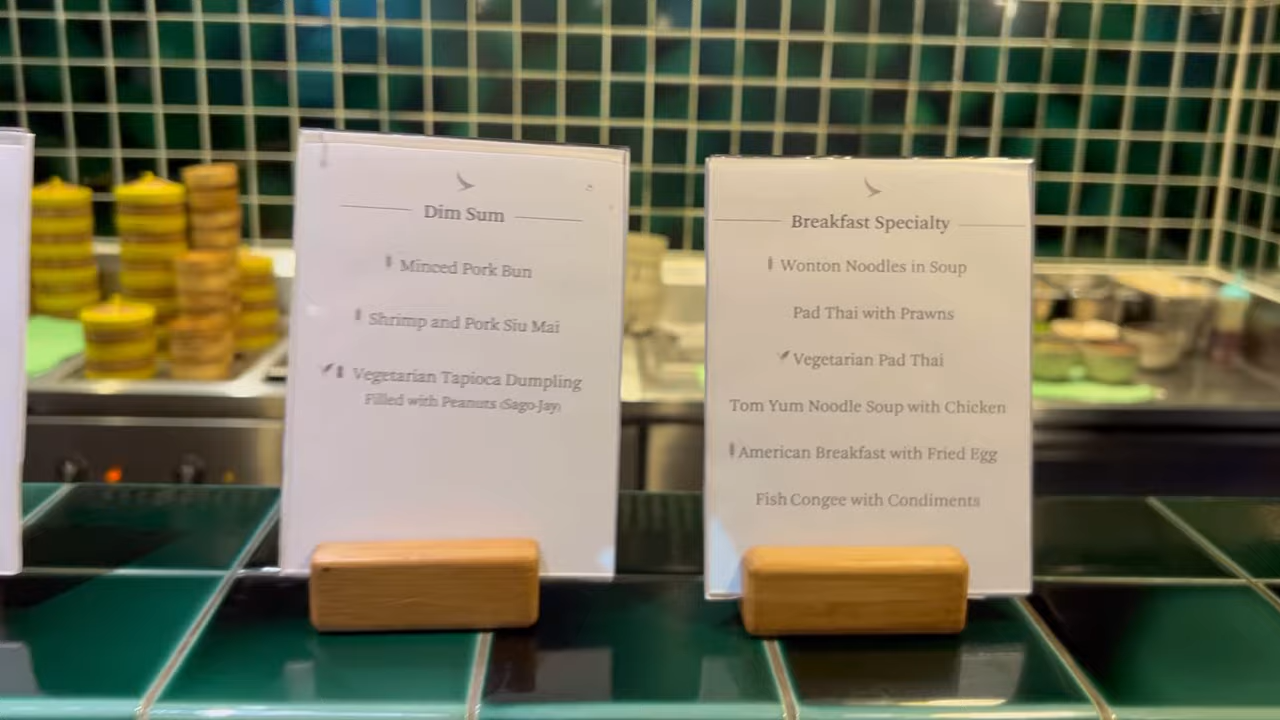 Dim Sum
Minced Pork Bun
Shrimp and Pork Siu Mai
Vegetarian Tapioca Dumpling
Filled with Peanuts (Sago-Jay)
Breakfast Specialty
Wonton Noodles in Soup
Pad Thai with Prawns
Vegetarian Pad Thai
Tom Yum Noodle Soup with Chicken
American Breakfast with Fried Egg
Fish Congee with Condiments